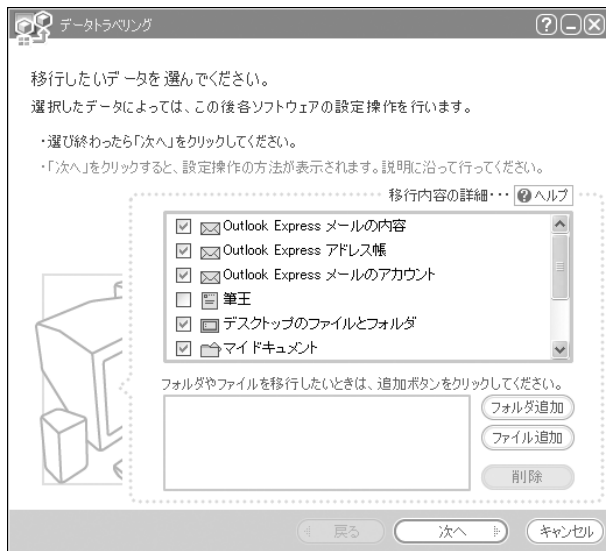 データトラベリング
移行したいデータを選んでください。
選択したデータによっては、この後各ソフトウェアの設定操作を行います。
・選び終わったら「次へ」をクリックしてください。
・「次へ」をクリックすると、設定操作の方法が表示されます。説明に沿って行ってください。
移行内容の詳細・・・ ?ヘルプ
Outlook Express メールの内容
Outlook Express アドレス帳
Outlook Express メールのアカウント
筆王
デスクトップのファイルとフォルダ
マイドキュメント
フォルダやファイルを移行したいときは、追加ボタンをクリックしてください。
フォルダ追加
ファイル追加
削除
戻る 次へ キャンセル